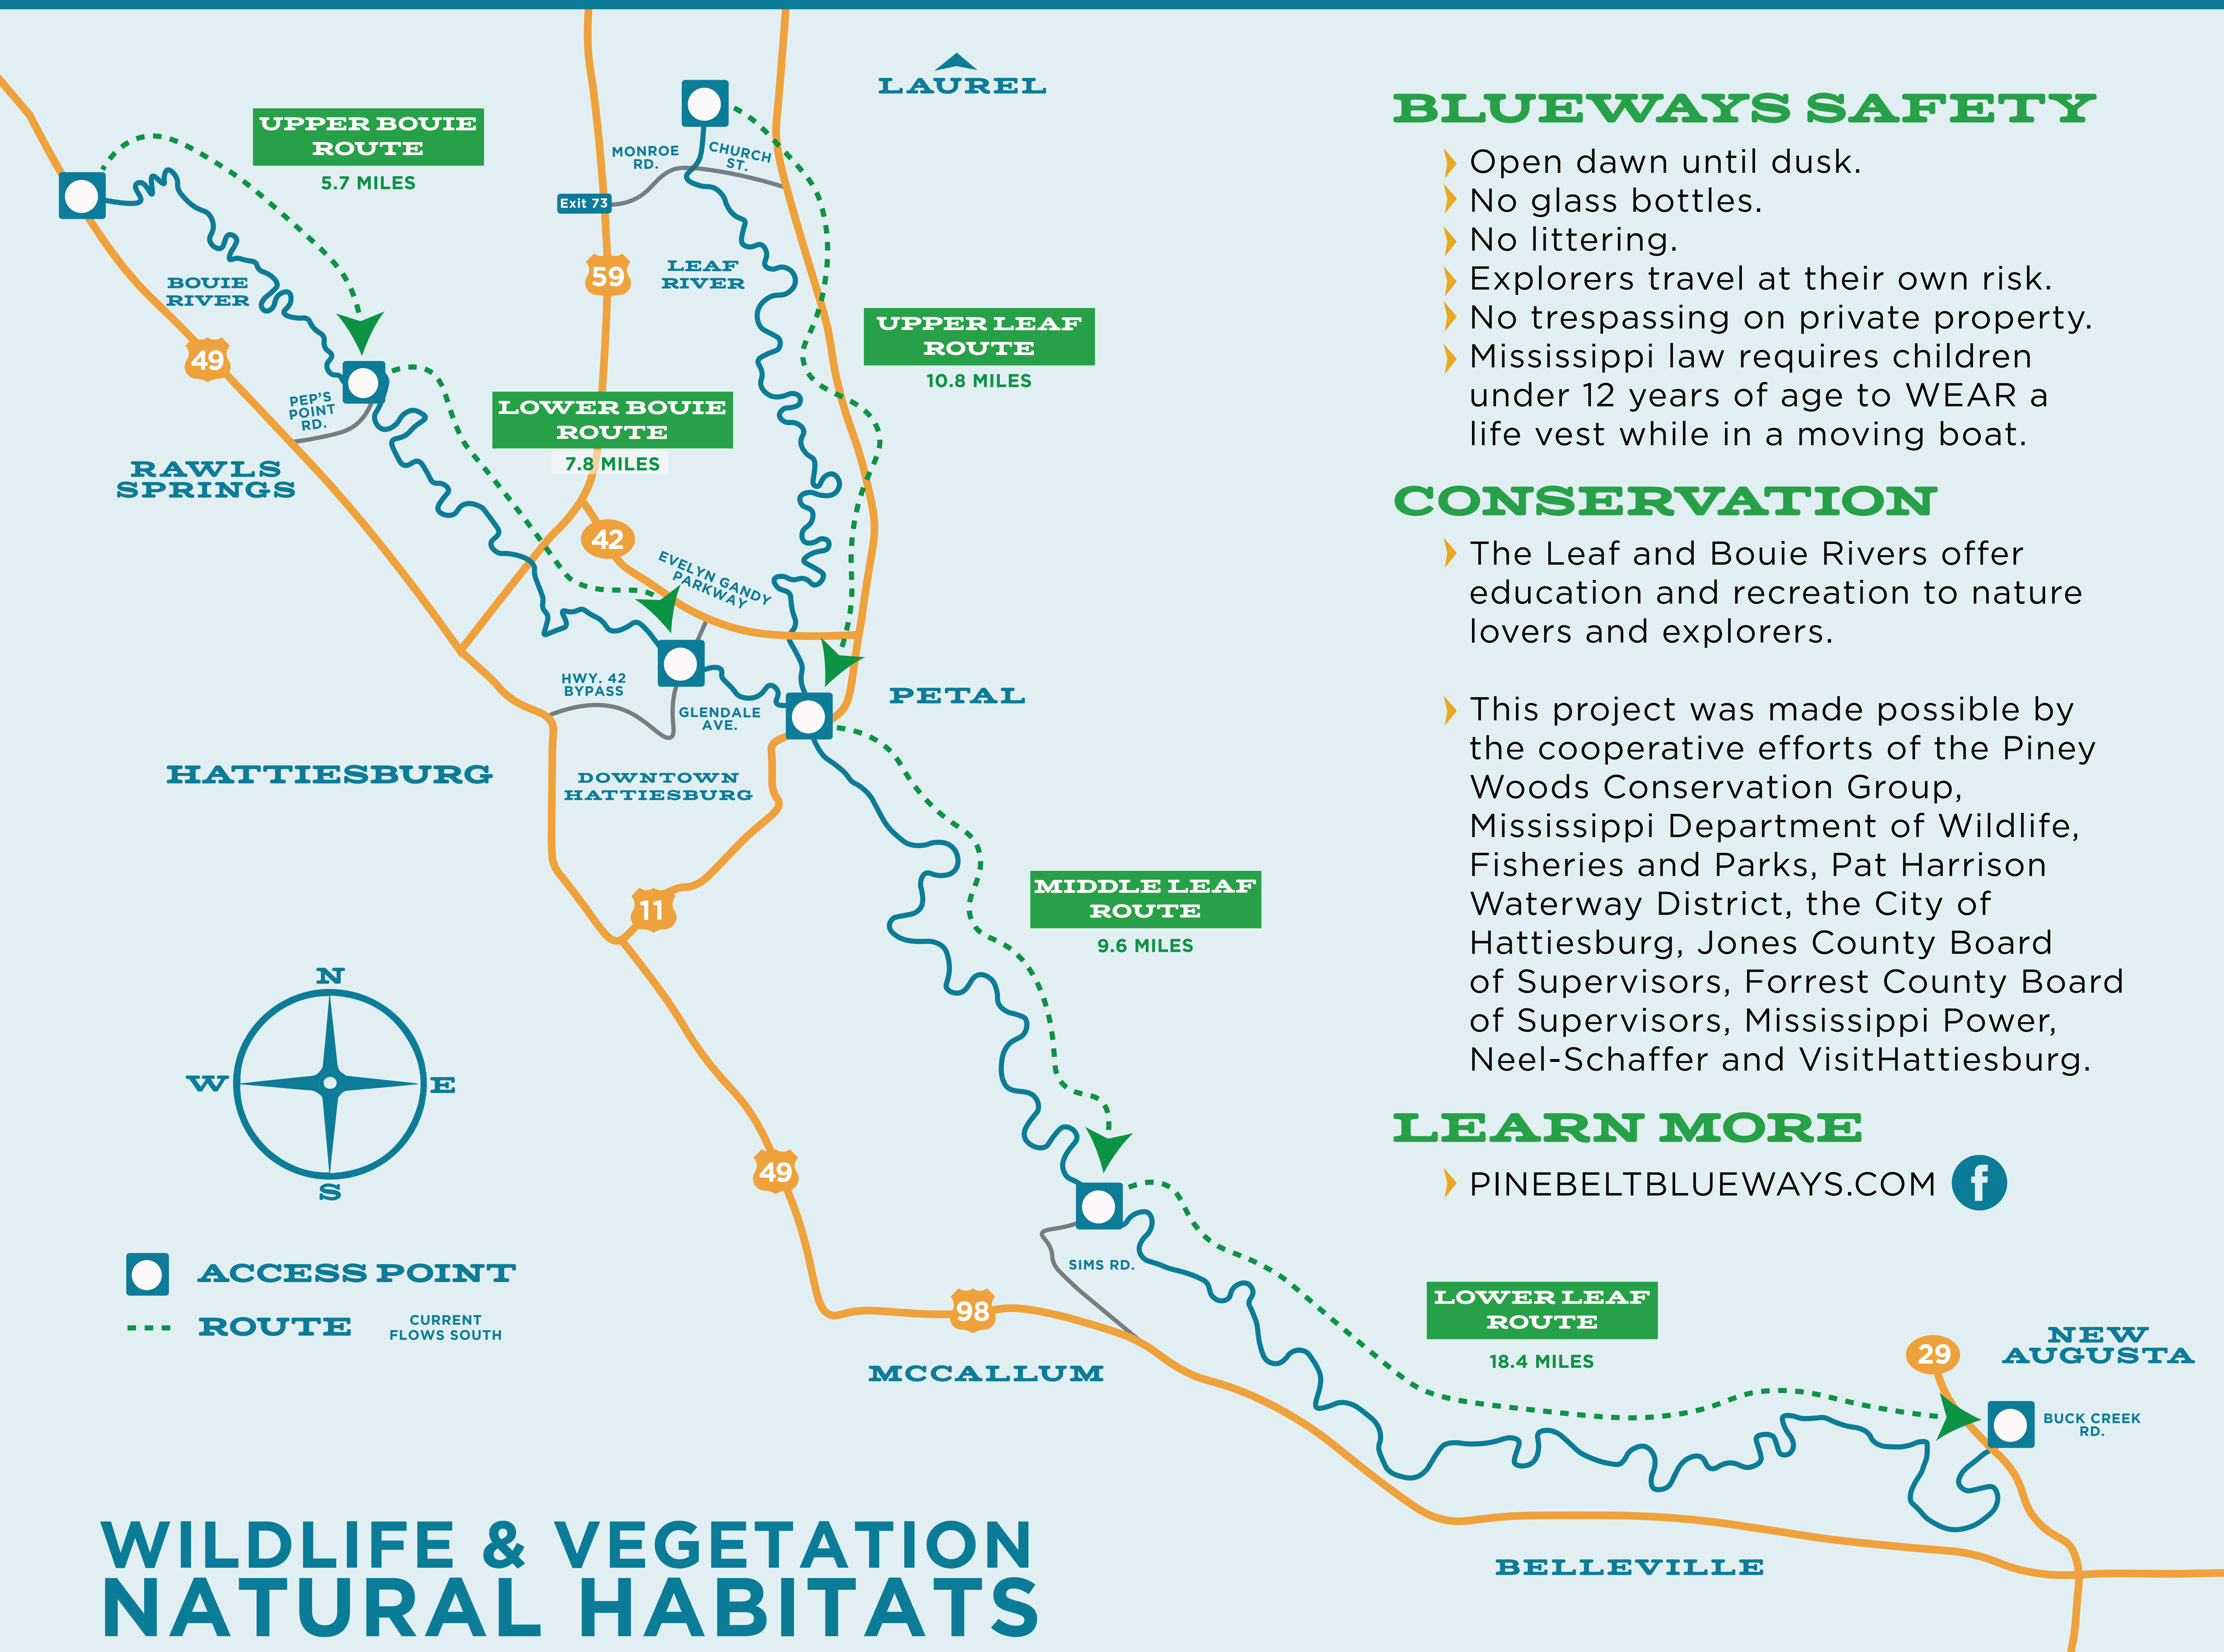 LAUREL
UPPER BOUIE
ROUTE
5.7 MILES
MONROE
RD.
CHURCH
ST.
Exit 73
59
LEAF
RIVER
BOUIE
RIVER
49
UPPER LEAF
ROUTE
10.8 MILES
PEP'S
POINT
RD.
LOWER BOUIE
ROUTE
7.8 MILES
RAWLS
SPRINGS
42
EVELYN GANDY
PARKWAY
HWY. 42
BYPASS
GLENDALE
AVE.
PETAL
HATTIESBURG
DOWNTOWN
HATTIESBURG
11
MIDDLE LEAF
ROUTE
9.6 MILES
N
W
E
S
49
ACCESS POINT
ROUTE
CURRENT
FLOWS SOUTH
98
SIMS RD.
MCCALLUM
LOWER LEAF
ROUTE
18.4 MILES
29
NEW
AUGUSTA
BUCK CREEK
RD.
BELLEVILLE
WILDLIFE & VEGETATION
NATURAL HABITATS
BLUEWAYS SAFETY
Open dawn until dusk.
No glass bottles.
No littering.
Explorers travel at their own risk.
No trespassing on private property.
Mississippi law requires children
under 12 years of age to WEAR a
life vest while in a moving boat.
CONSERVATION
The Leaf and Bouie Rivers offer
education and recreation to nature
lovers and explorers.
This project was made possible by
the cooperative efforts of the Piney
Woods Conservation Group,
Mississippi Department of Wildlife,
Fisheries and Parks, Pat Harrison
Waterway District, the City of
Hattiesburg, Jones County Board
of Supervisors, Forrest County Board
of Supervisors, Mississippi Power,
Neel-Schaffer and VisitHattiesburg.
LEARN MORE
PINEBELTBLUEWAYS.COM f